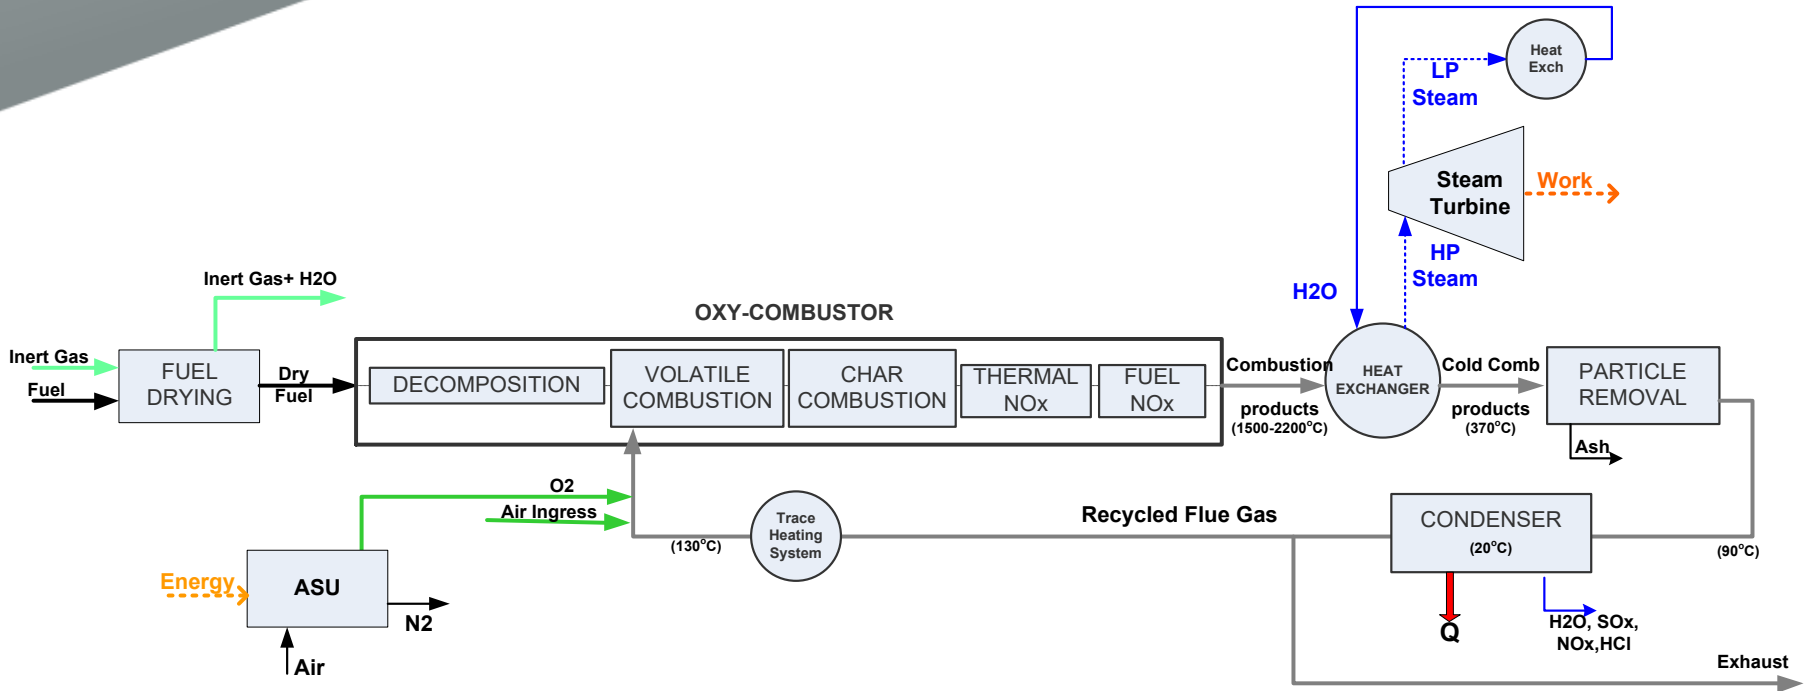 Heat
Exch
LP
Steam
Steam
Turbine
Work
HP
Steam
H2O
Inert Gas+ H2O
OXY-COMBUSTOR
Inert Gas
Fuel
FUEL
DRYING
Dry
Fuel
DECOMPOSITION
VOLATILE
COMBUSTION
CHAR
COMBUSTION
THERMAL
NOx
FUEL
NOx
Combustion
products
(1500-2200°C)
HEAT
EXCHANGER
Cold Comb
products
(370°C)
PARTICLE
REMOVAL
Ash
O2
Air Ingress
(130°C)
Trace
Heating
System
Recycled Flue Gas
CONDENSER
(20°C)
(90°C)
Energy
ASU
N2
Air
Q
H2O, SOx,
NOx,HCl
Exhaust